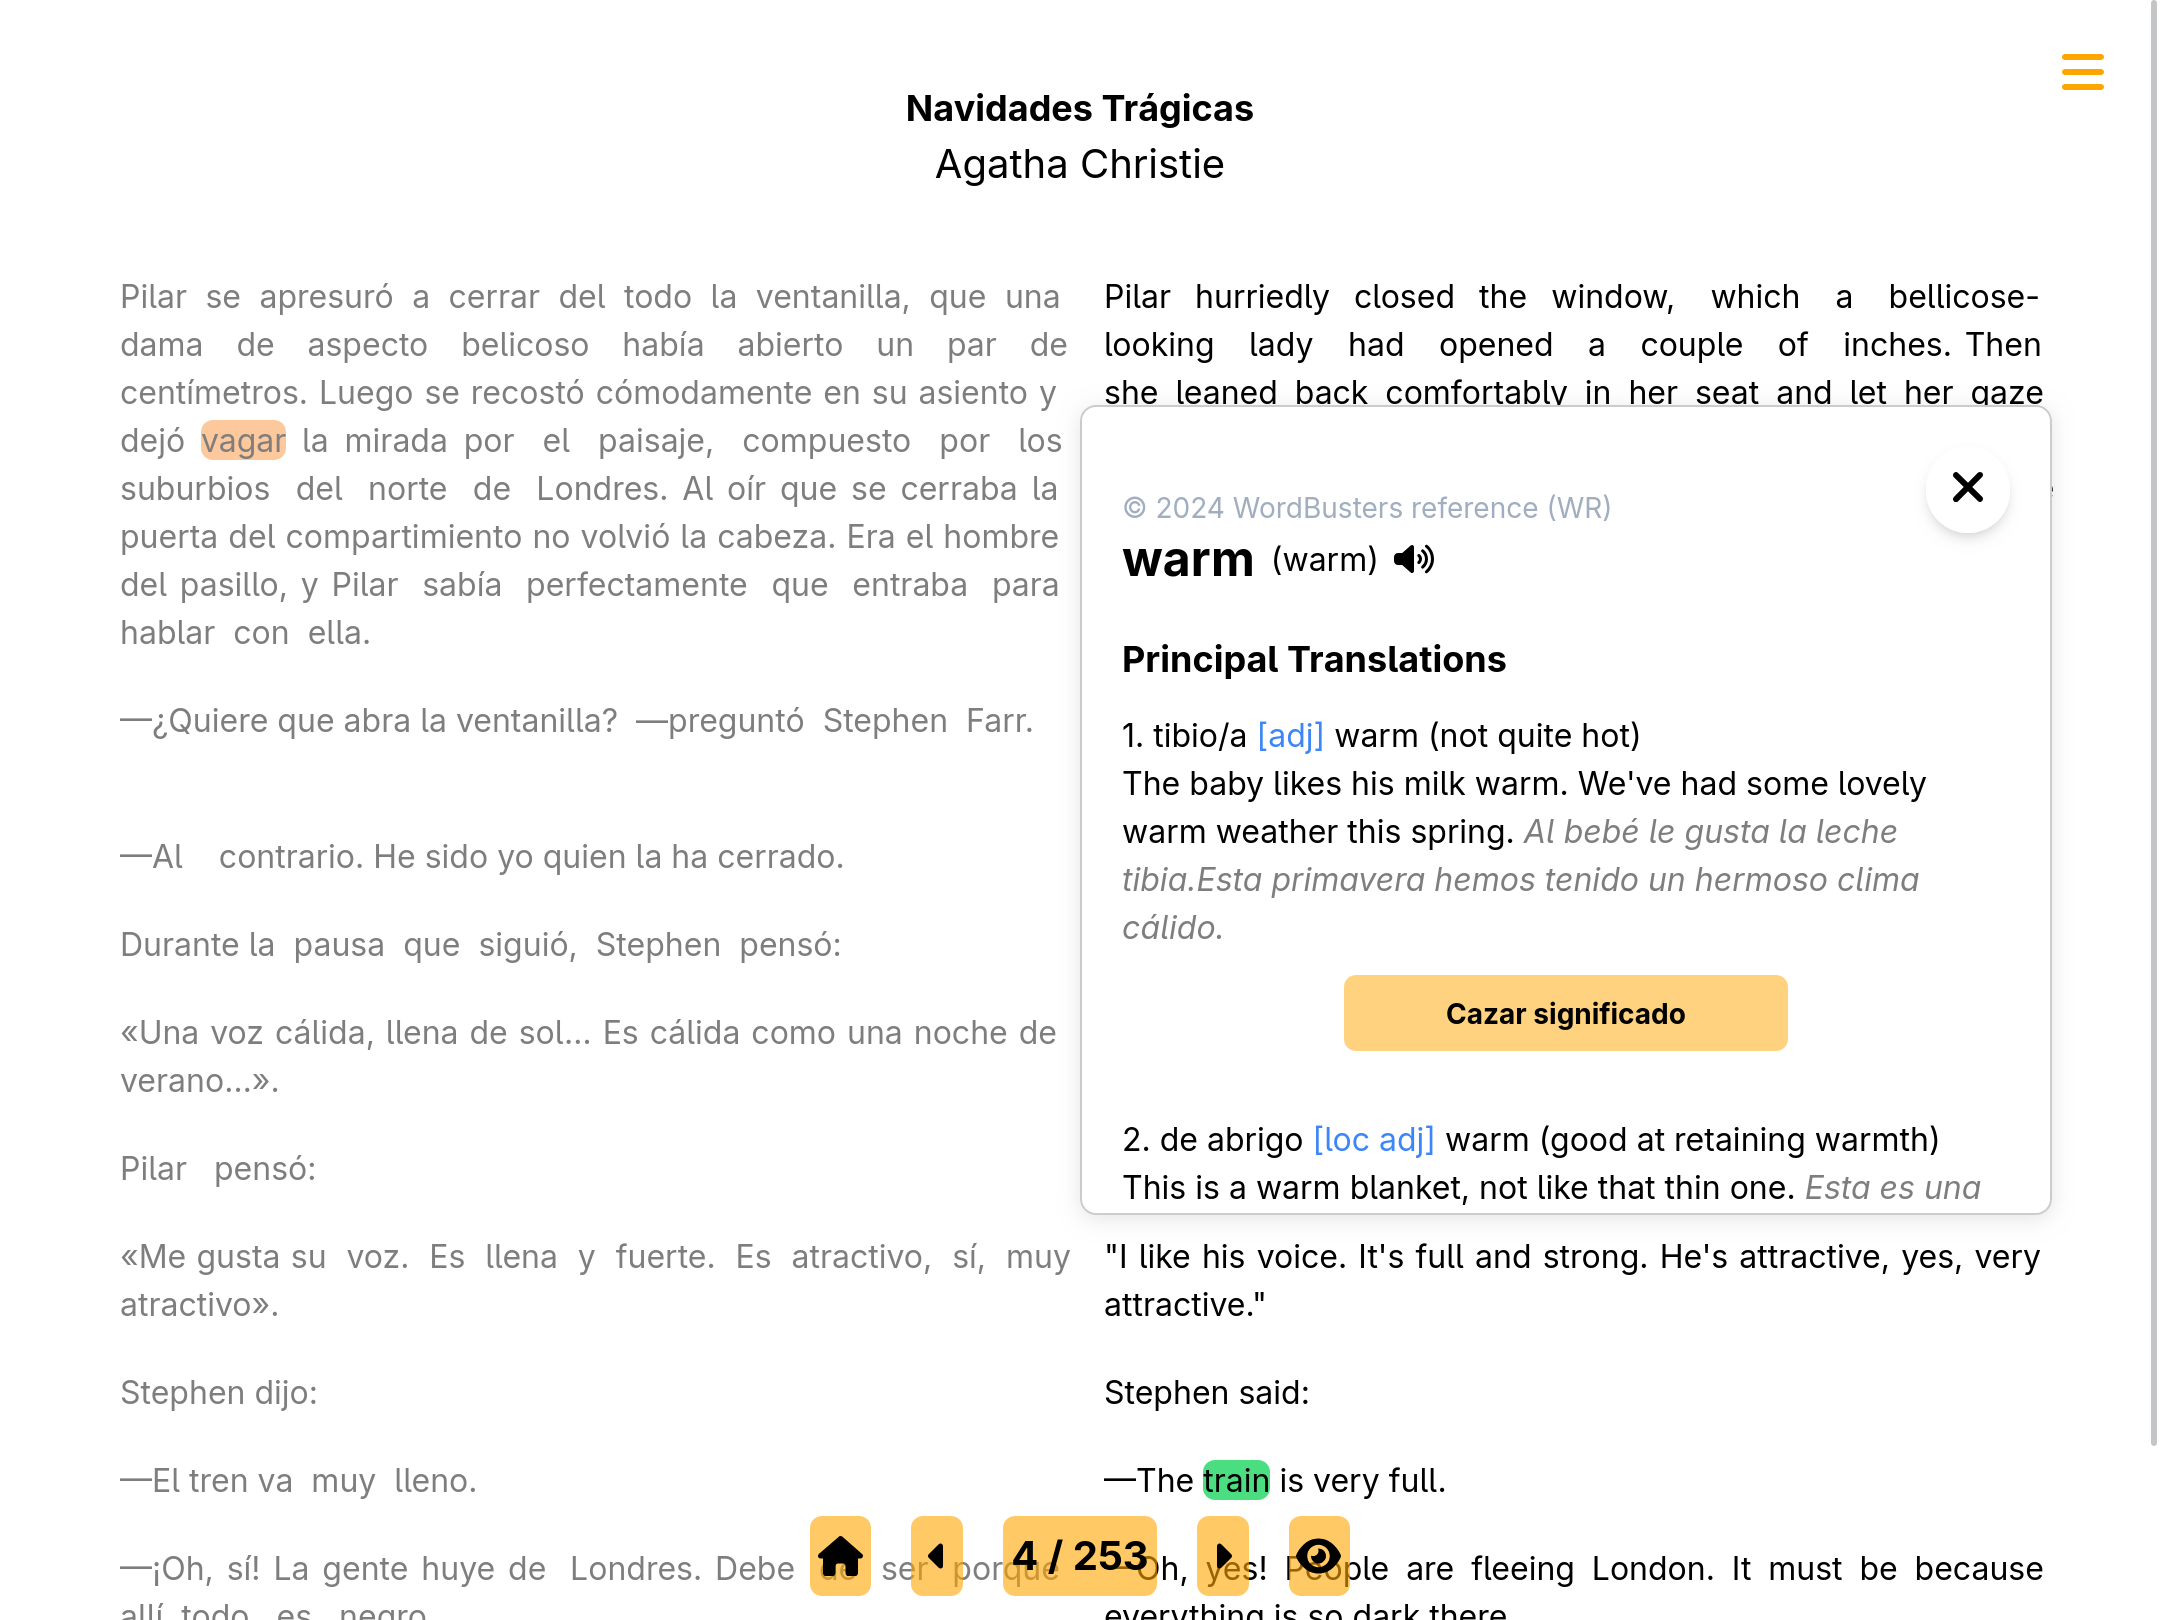 Navidades Trágicas
Agatha Christie
Pilar se apresuró a cerrar del todo la ventanilla, que una
dama de aspecto belicoso había abierto un par de
centímetros. Luego se recostó cómodamente en su asiento y
dejó vagar la mirada por el paisaje, compuesto por los
suburbios del norte de Londres. Al oír que se cerraba la
puerta del compartimiento no volvió la cabeza. Era el hombre
del pasillo, y Pilar sabía perfectamente que entraba para
hablar con ella.
—¿Quiere que abra la ventanilla? —preguntó Stephen Farr.
—Al contrario. He sido yo quien la ha cerrado.
Durante la pausa que siguió, Stephen pensó:
«Una voz cálida, llena de sol... Es cálida como una noche de
verano...».
Pilar pensó:
«Me gusta su voz. Es llena y fuerte. Es atractivo, sí, muy
atractivo».
Stephen dijo:
—El tren va muy lleno.
—¡Oh, sí! La gente huye de Londres. Debe de ser porque
allí todo es negro.
Pilar hurriedly closed the window, which a bellicose-
looking lady had opened a couple of inches. Then
she leaned back comfortably in her seat and let her gaze
© 2024 WordBusters reference (WR)
warm (warm)
Principal Translations
1. tibio/a [adj] warm (not quite hot)
The baby likes his milk warm. We've had some lovely
warm weather this spring. Al bebé le gusta la leche
tibia.Esta primavera hemos tenido un hermoso clima
cálido.
Cazar significado
2. de abrigo [loc adj] warm (good at retaining warmth)
This is a warm blanket, not like that thin one. Esta es una
"I like his voice. It's full and strong. He's attractive, yes, very
attractive."
Stephen said:
—The train is very full.
—Oh, yes! People are fleeing London. It must be because
everything is so dark there.
4 / 253